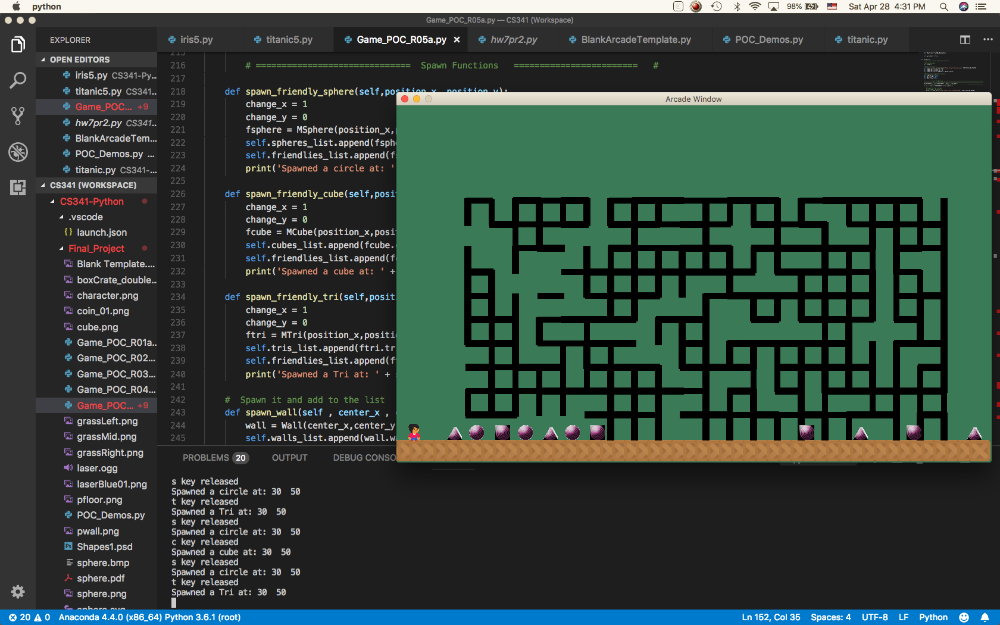 python
98%
Sat Apr 28 4:31 PM
Game_POC_R05a.py — CS341 (Workspace)
EXPLORER
iris5.py
titanic5.py
Game_POC_R05a.py
hw7pr2.py
BlankArcadeTemplate.py
POC_Demos.py
titanic.py
OPEN EDITORS
iris5.py CS341-Py...
titanic5.py CS341...
Game_POC... +9
hw7pr2.py CS341...
BlankArcadeTem...
POC_Demos.py ...
titanic.py CS341-...
CS341 (WORKSPACE)
CS341-Python
.vscode
{} launch.json
Final_Project
Blank Template....
boxCrate_double...
character.png
coin_01.png
cube.png
Game_POC_R01a...
Game_POC_R02...
Game_POC_R03...
Game_POC_R04...
Game_POC... +9
grassLeft.png
grassMid.png
grassRight.png
laser.ogg
laserBlue01.png
pfloor.png
POC_Demos.py
pwall.png
Ps Shapes1.psd
sphere.bmp
sphere.pdf
sphere.png
sphere.svg
215
216 # ============================== Spawn Functions ======================== #
217
218 def spawn_friendly_sphere(self,position_x, position_y):
219 change_x = 1
220 change_y = 0
221 fsphere = MSphere(position_x,
222 self.spheres_list.append(fsph
223 self.friendlies_list.append(f
224 print('Spawned a circle at: '
225
226 def spawn_friendly_cube(self,posit
227 change_x = 1
228 change_y = 0
229 fcube = MCube(position_x,posi
230 self.cubes_list.append(fcube.
231 self.friendlies_list.append(f
232 print('Spawned a cube at: ' +
233
234 def spawn_friendly_tri(self,posit
235 change_x = 1
236 change_y = 0
237 ftri = MTri(position_x,positi
238 self.tris_list.append(ftri.tr
239 self.friendlies_list.append(f
240 print('Spawned a Tri at: ' +
241
242 # Spawn it and add to the list
243 def spawn_wall(self , center_x ,
244 wall = Wall(center_x,center_y
245 self.walls_list.append(wall.w
Arcade Window
PROBLEMS 20 OUTPUT DEBUG CONSO
s key released
Spawned a circle at: 30 50
t key released
Spawned a Tri at: 30 50
s key released
Spawned a circle at: 30 50
c key released
Spawned a cube at: 30 50
s key released
Spawned a circle at: 30 50
t key released
Spawned a Tri at: 30 50
20 0 Anaconda 4.4.0 (x86_64) Python 3.6.1 (root)
Ln 152, Col 35 Spaces: 4 UTF-8 LF Python